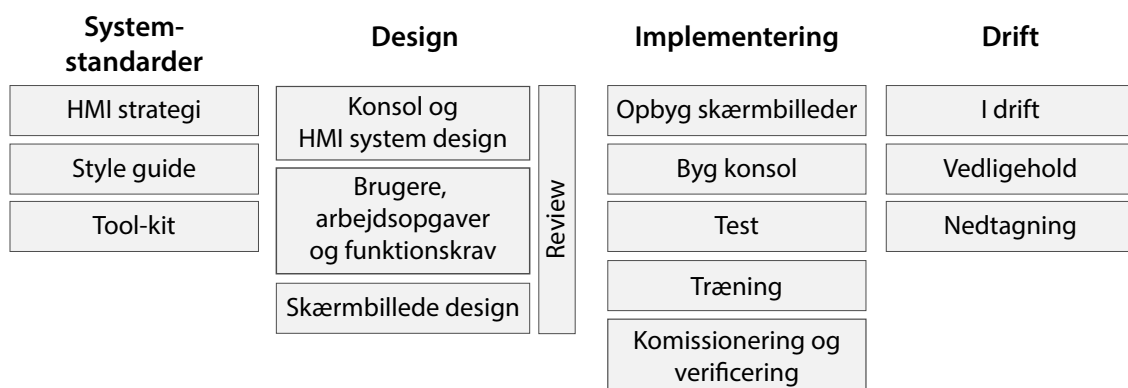 System-
standarder
HMI strategi
Style guide
Tool-kit
Design
Konsol og
HMI system design
Brugere,
arbejdsopgaver
og funktionskrav
Skærmbillede design
Review
Implementering
Opbyg skærmbilleder
Byg konsol
Test
Træning
Komissionering og
verificering
Drift
I drift
Vedligehold
Nedtagning